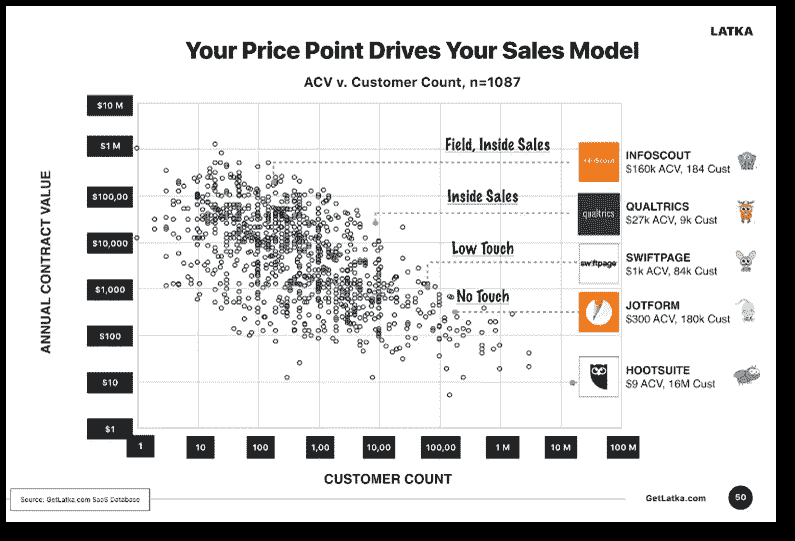 LATKA
Your Price Point Drives Your Sales Model
ACV v. Customer Count, n=1087
ANNUAL CONTRACT VALUE
$10 M
$1 M
$100,00
$10,000
$1,000
$100
$10
$1
Field, Inside Sales
Inside Sales
Low Touch
No Touch
InfoScout
INFOSCOUT
$160k ACV, 184 Cust
qualtrics
QUALTRICS
$27k ACV, 9k Cust
swiftpage
SWIFTPAGE
$1k ACV, 84k Cust
JOTFORM
$300 ACV, 180k Cust
HOOTSUITE
$9 ACV, 16M Cust
1
10
100
1,00
10,00
100,00
1 M
10 M
100 M
CUSTOMER COUNT
Source: GetLatka.com SaaS Database
GetLatka.com
50